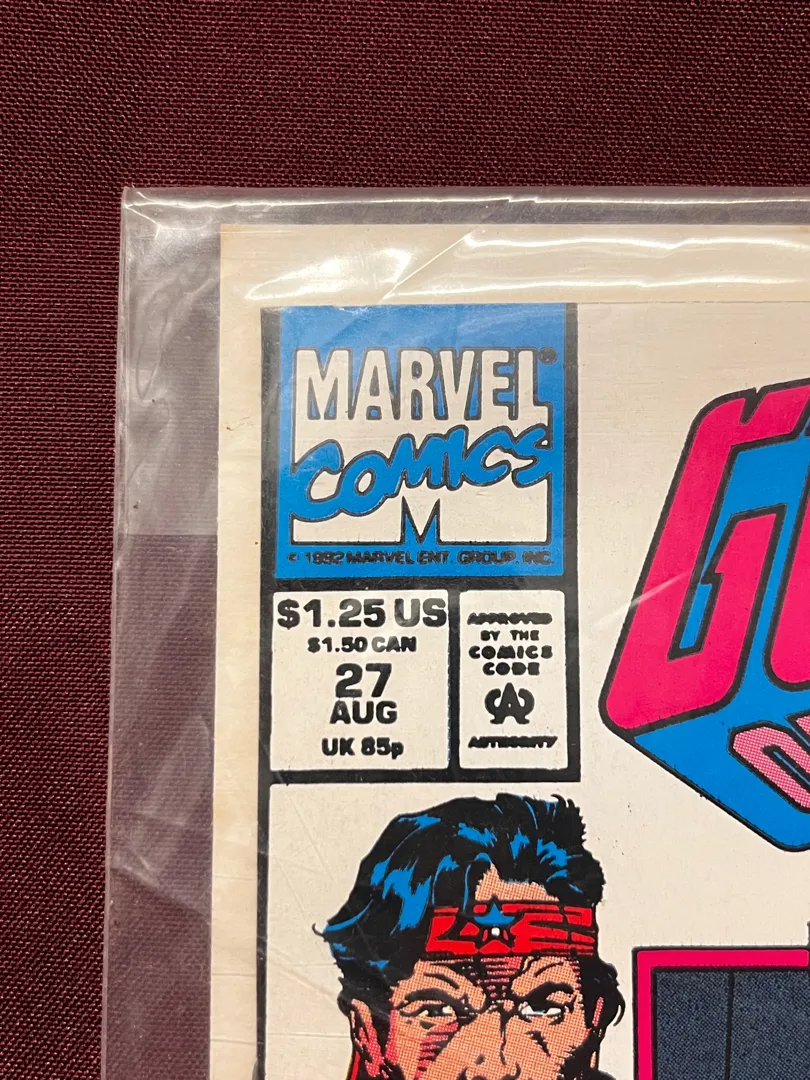 MARVEL®
COMICS
M
© 1992 MARVEL ENT. GROUP, INC.
$1.25 US
$1.50 CAN
27
AUG
UK 85p
APPROVED
BY THE
COMICS
CODE
A
AUTHORITY